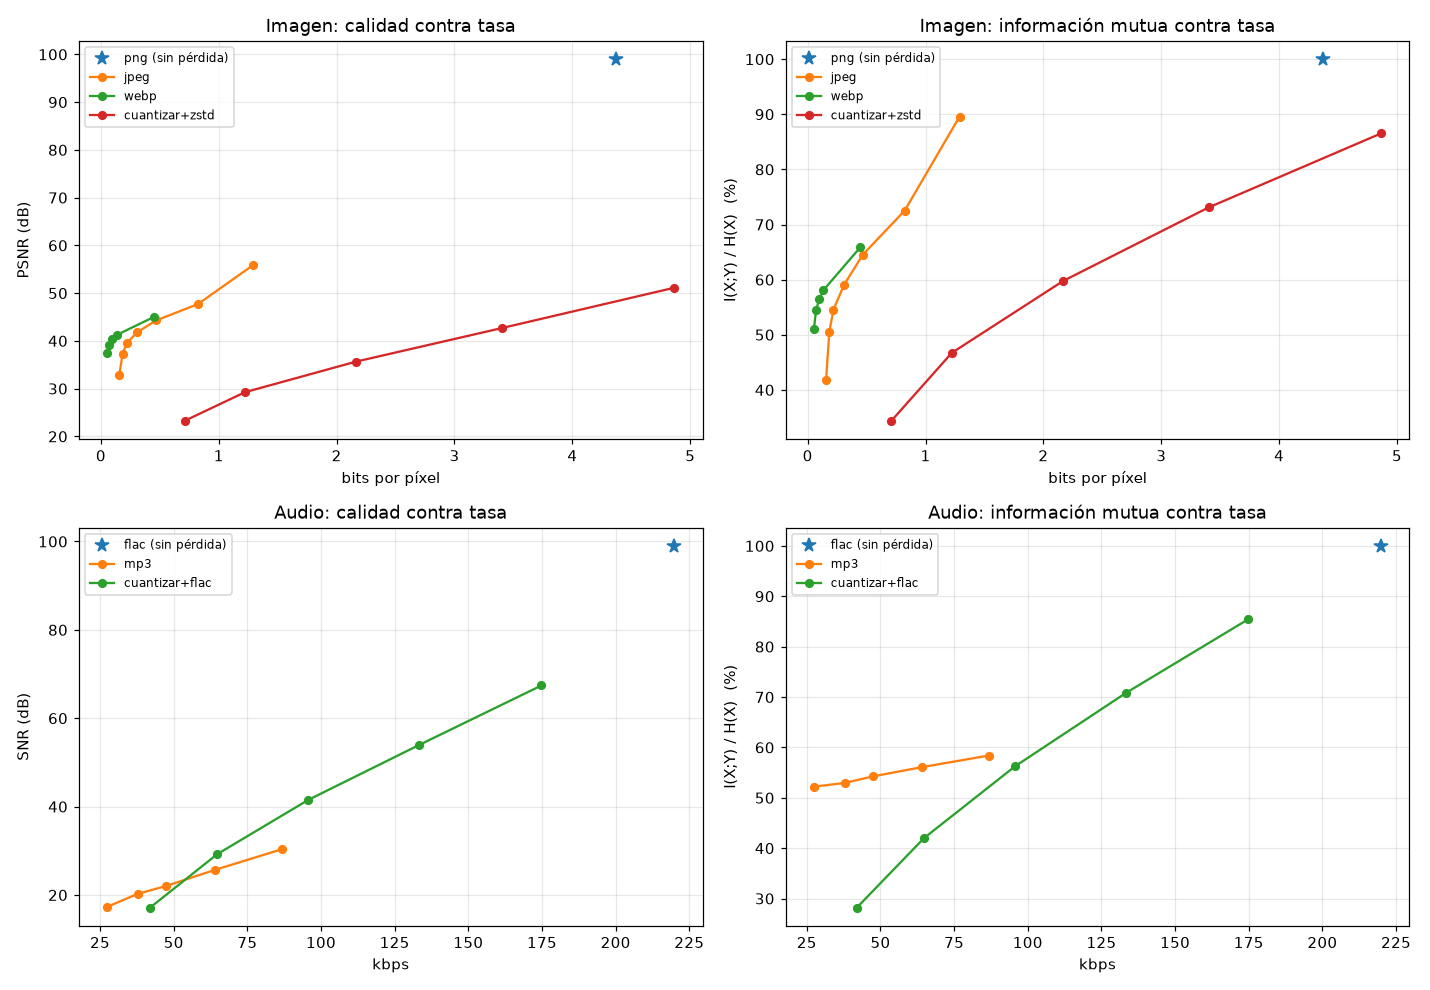 Imagen: calidad contra tasa
100
90
80
70
60
50
40
30
20
PSNR (dB)
png (sin pérdida)
jpeg
webp
cuantizar+zstd
0 1 2 3 4 5
bits por píxel
Imagen: información mutua contra tasa
100
90
80
70
60
50
40
I(X;Y) / H(X) (%)
png (sin pérdida)
jpeg
webp
cuantizar+zstd
0 1 2 3 4 5
bits por píxel
Audio: calidad contra tasa
100
80
60
40
20
SNR (dB)
flac (sin pérdida)
mp3
cuantizar+flac
25 50 75 100 125 150 175 200 225
kbps
Audio: información mutua contra tasa
100
90
80
70
60
50
40
30
I(X;Y) / H(X) (%)
flac (sin pérdida)
mp3
cuantizar+flac
25 50 75 100 125 150 175 200 225
kbps